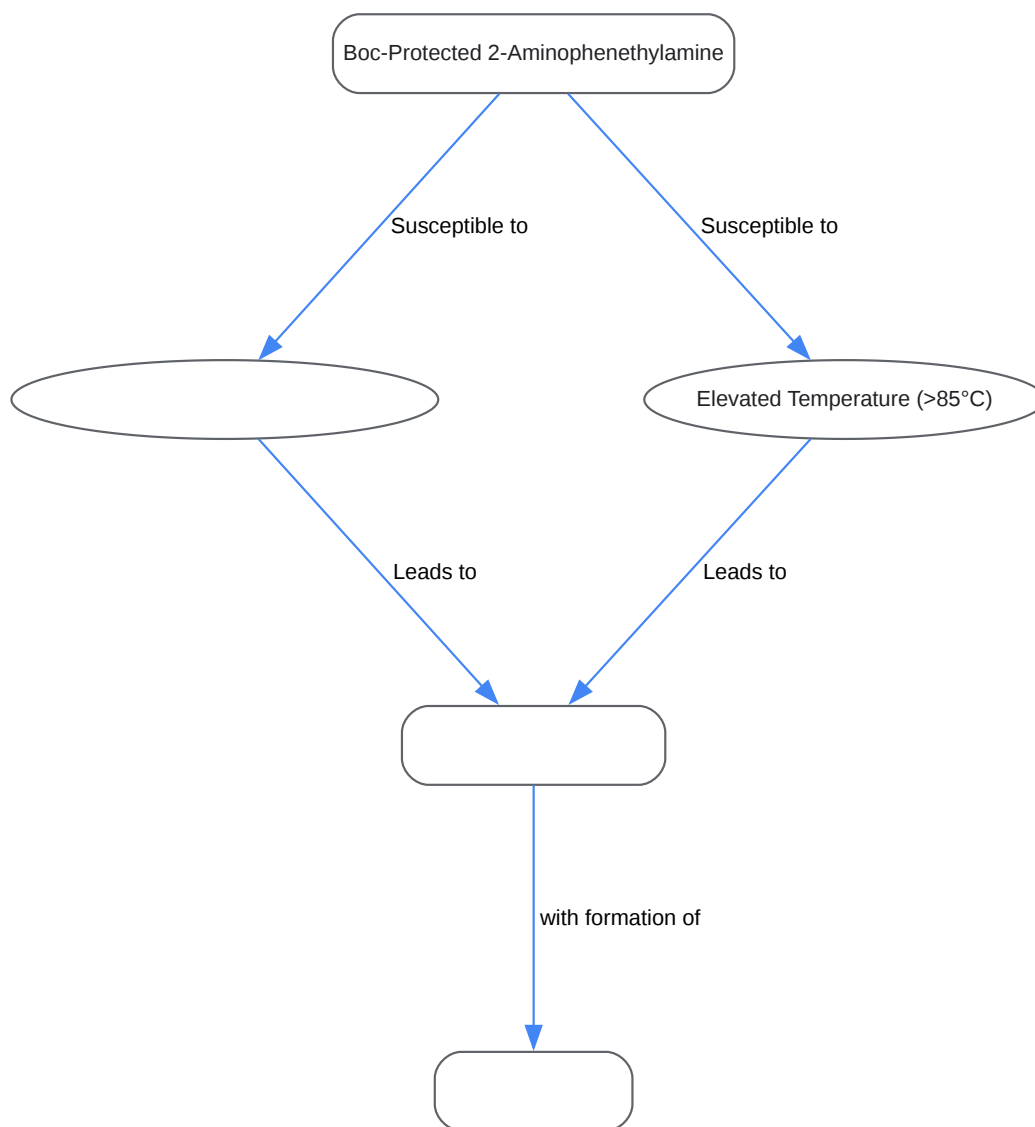 Boc-Protected 2-Aminophenethylamine
Susceptible to
Susceptible to
Elevated Temperature (>85°C)
Leads to
Leads to
with formation of